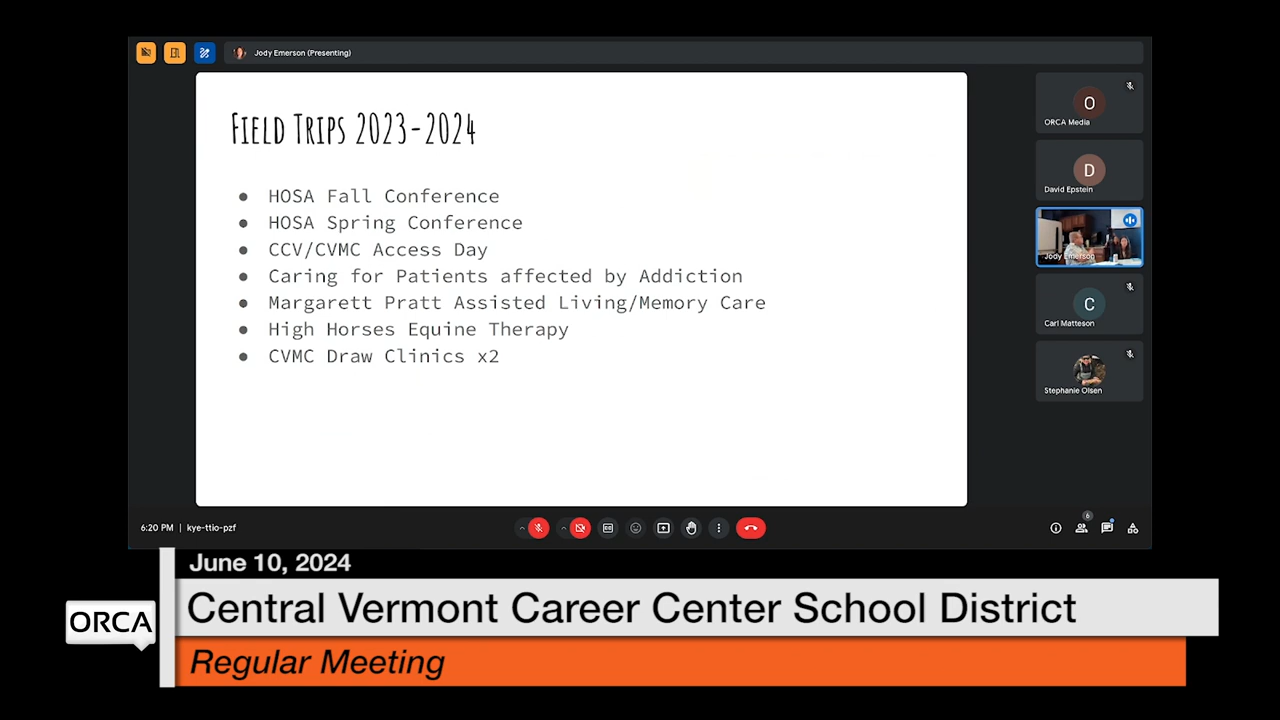 Jody Emerson (Presenting)
Field Trips 2023-2024
● HOSA Fall Conference
● HOSA Spring Conference
● CCV/CVMC Access Day
● Caring for Patients affected by Addiction
● Margarett Pratt Assisted Living/Memory Care
● High Horses Equine Therapy
● CVMC Draw Clinics x2
O
ORCA Media
D
David Epstein
Jody Emerson
C
Carl Matteson
Stephanie Olsen
6:20 PM | kye-ttio-pzf
6
June 10, 2024
ORCA
Central Vermont Career Center School District
Regular Meeting